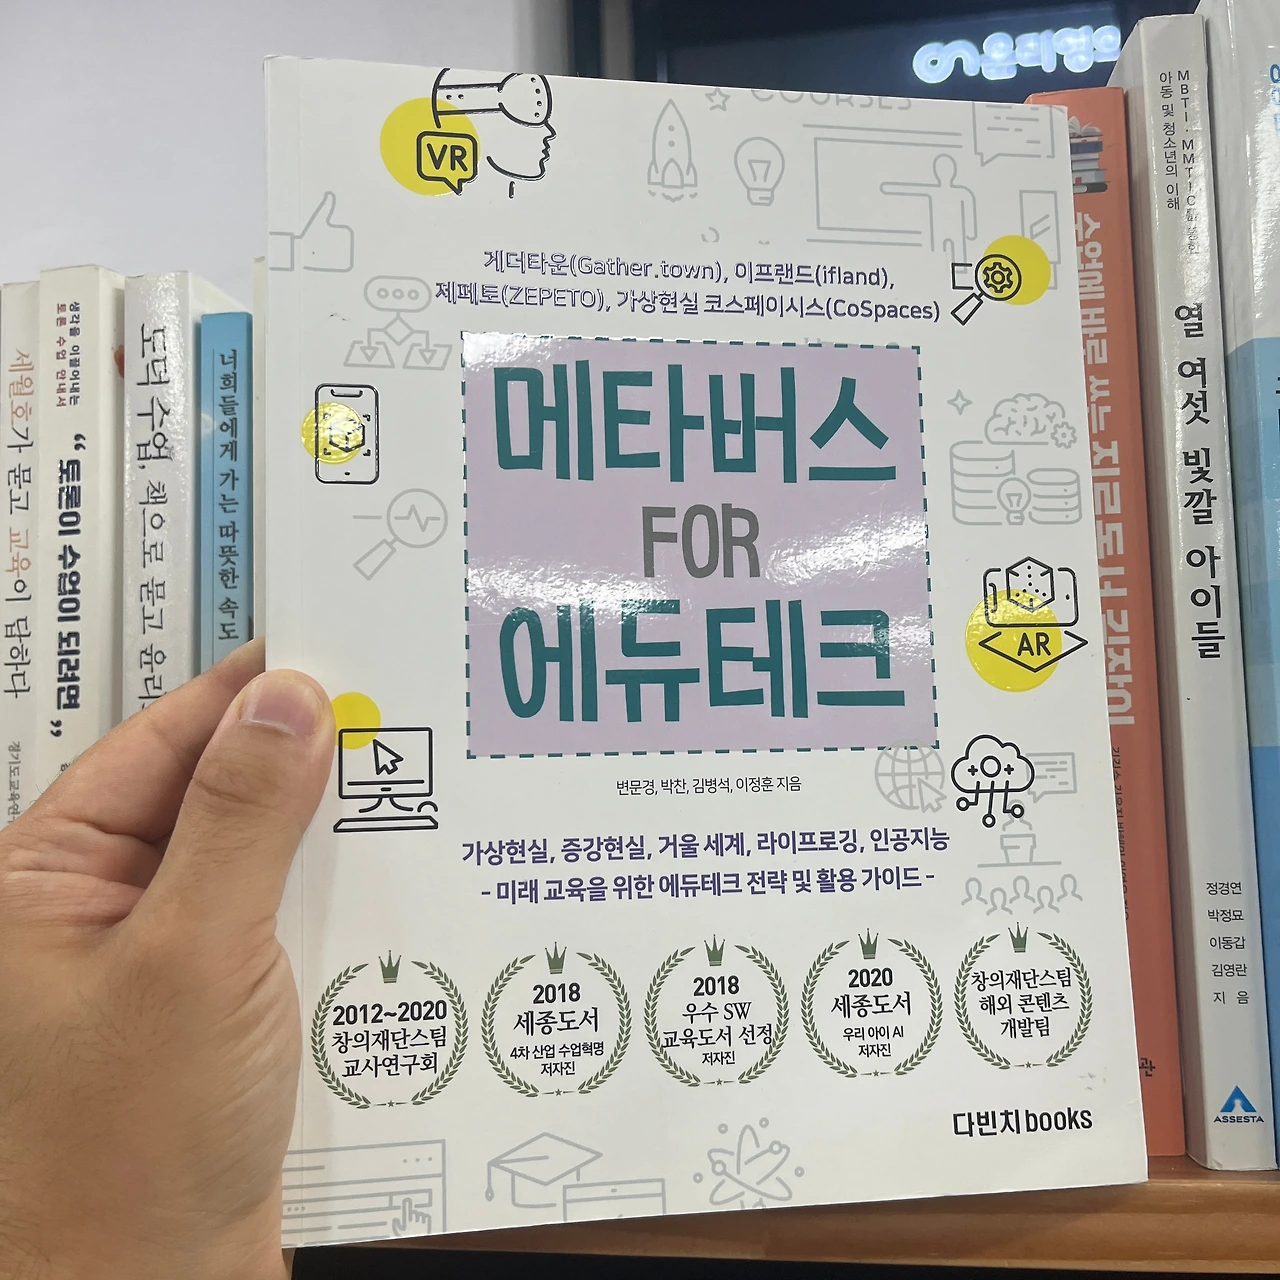 COURSES
VR
게더타운(Gather.town), 이프랜드(ifland),
제페토(ZEPETO), 가상현실 코스페이시스(CoSpaces)
메타버스
FOR
에듀테크
AR
변문경, 박찬, 김병석, 이정훈 지음
가상현실, 증강현실, 거울 세계, 라이프로깅, 인공지능
- 미래 교육을 위한 에듀테크 전략 및 활용 가이드 -
2012~2020
창의재단스팀
교사연구회
2018
세종도서
4차 산업 수업혁명
저자진
2018
우수 SW
교육도서 선정
저자진
2020
세종도서
우리 아이 AI
저자진
창의재단스팀
해외 콘텐츠
개발팀
다빈치books
세월호가 묻고 교육이 답하다
생각을 이끌어내는
토론 수업 안내서
“토론이 수업이 되려면”
도덕 수업, 책으로 묻고 윤리
너희들에게 가는 따뜻한 속도
수업에 바로 쓰는
MBTI·MMTIC를 통한
아동 및 청소년의 이해
열 여섯 빛깔 아이들
정경연
박정묘
이동갑
김영란
지 음
ASSESTA